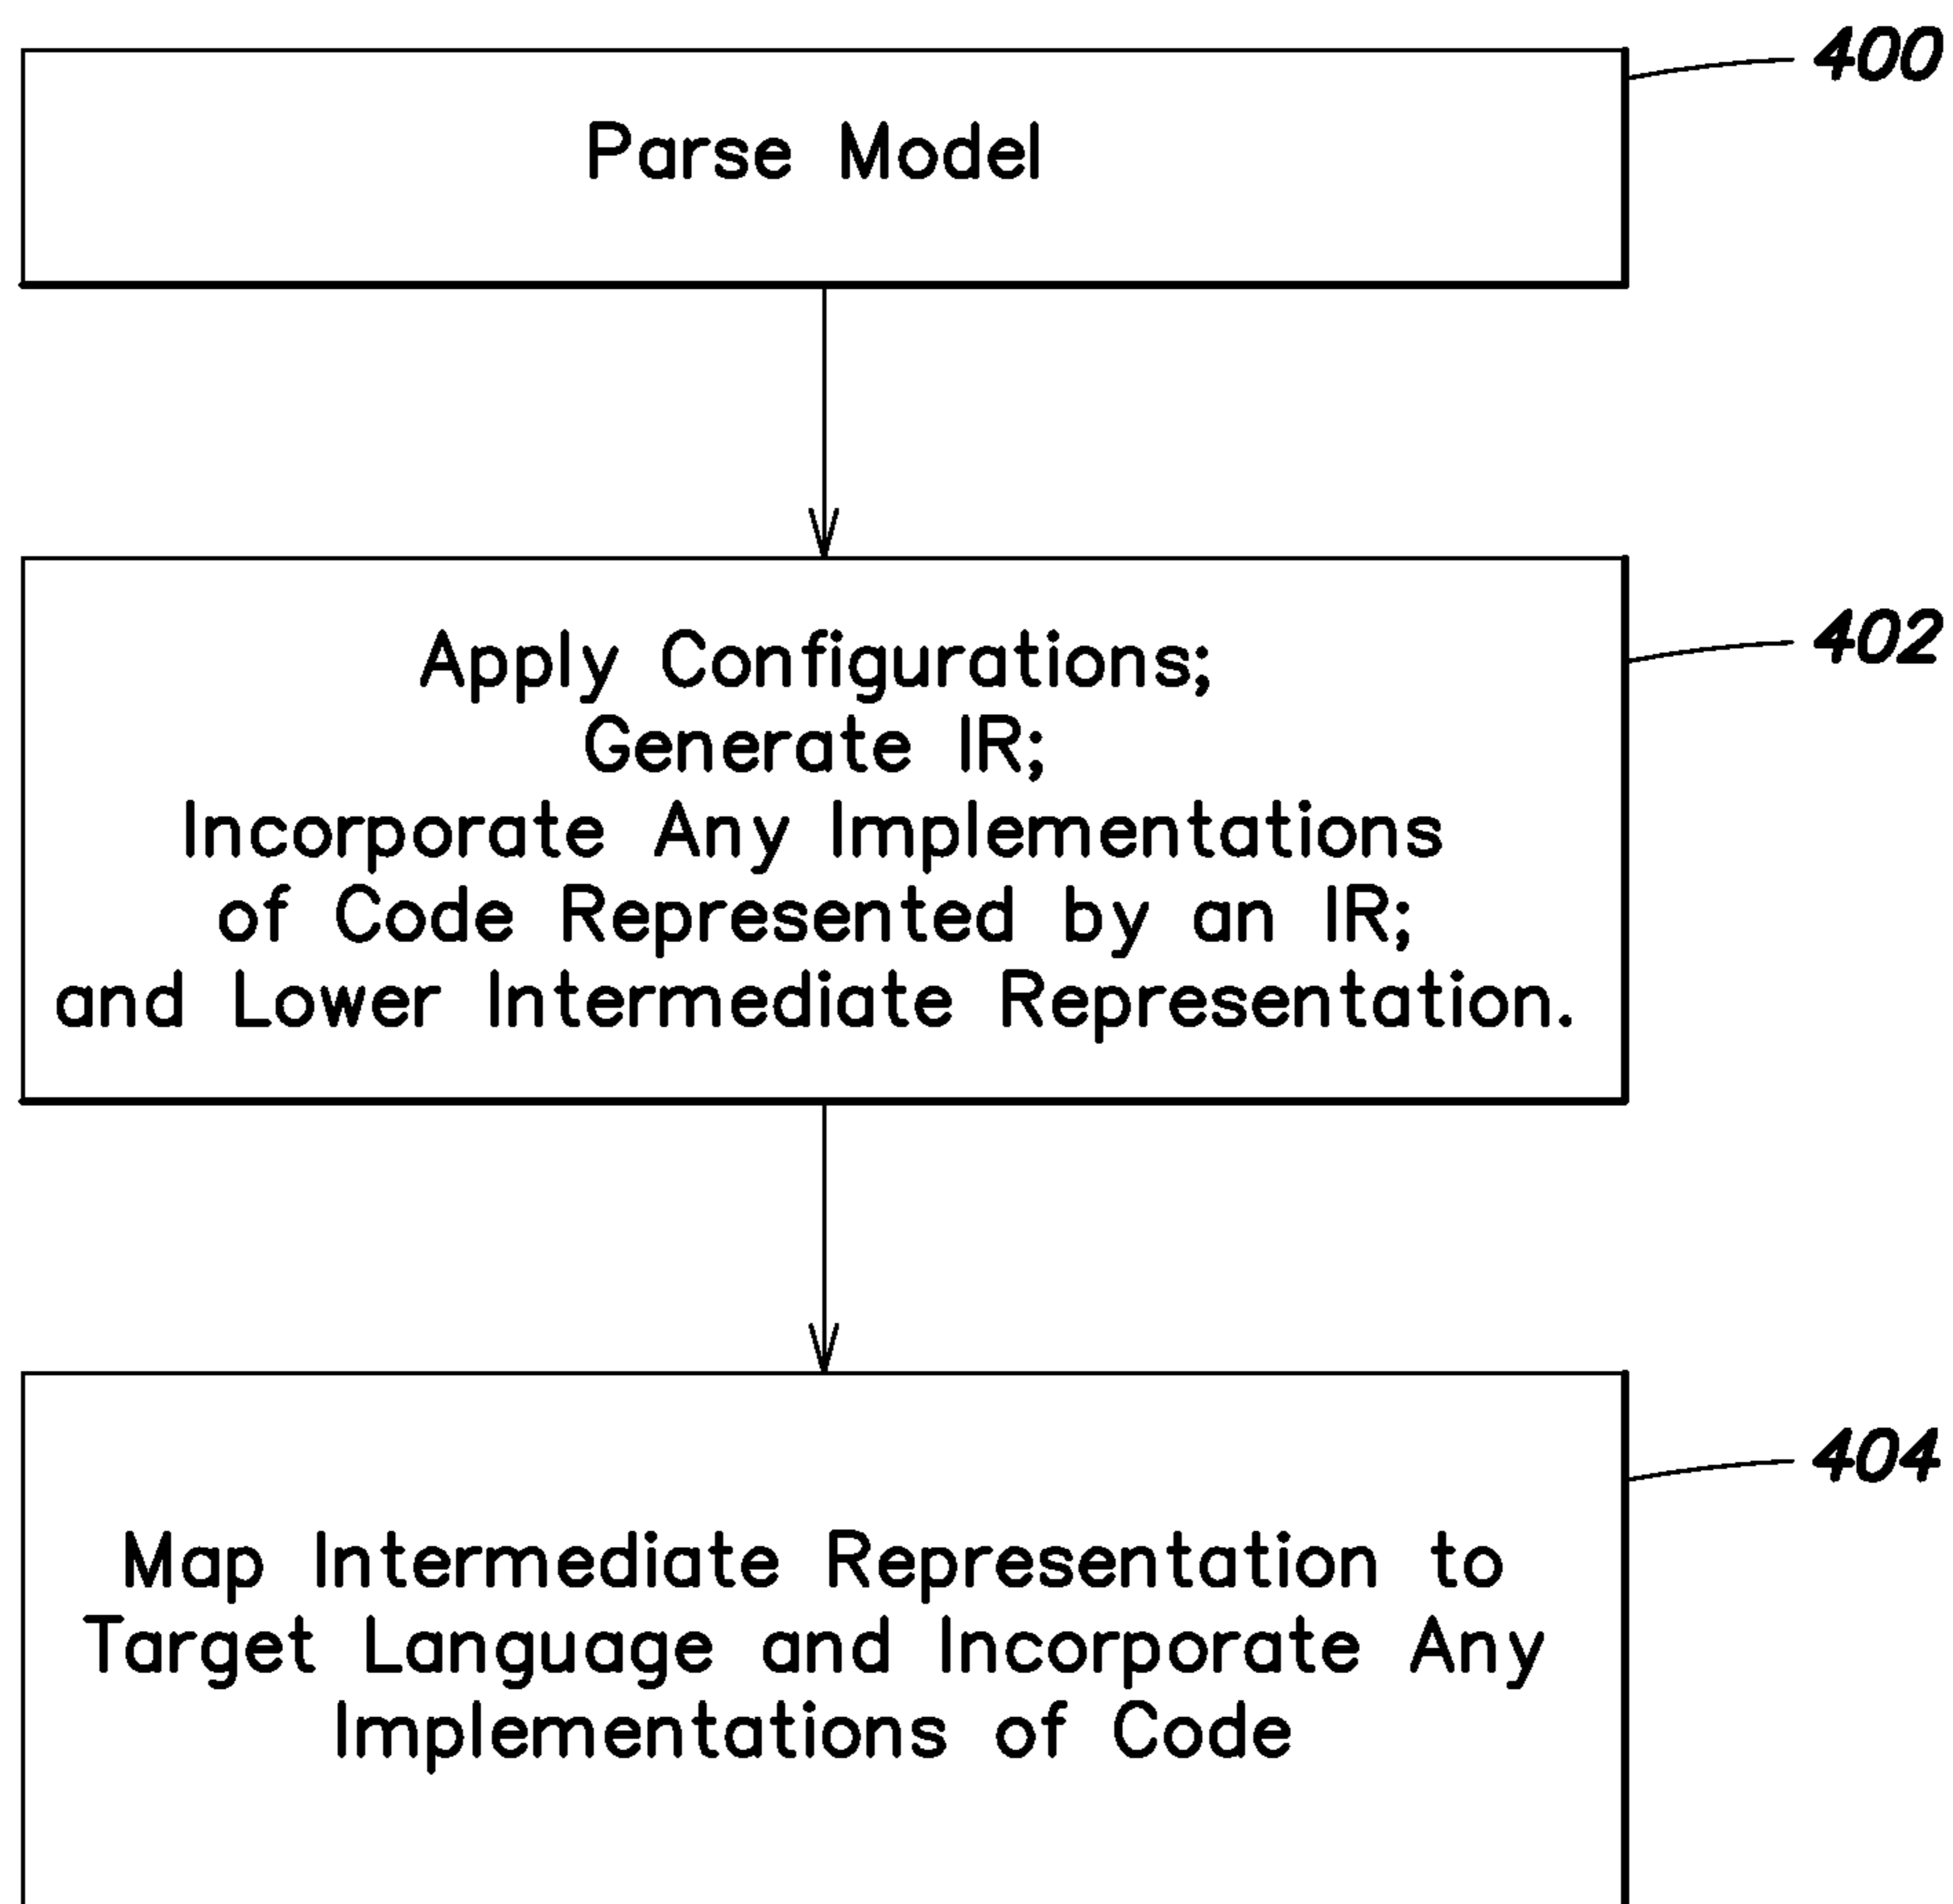 400
Parse Model
402
Apply Configurations;
Generate IR;
Incorporate Any Implementations
of Code Represented by an IR;
and Lower Intermediate Representation.
404
Map Intermediate Representation to
Target Language and Incorporate Any
Implementations of Code